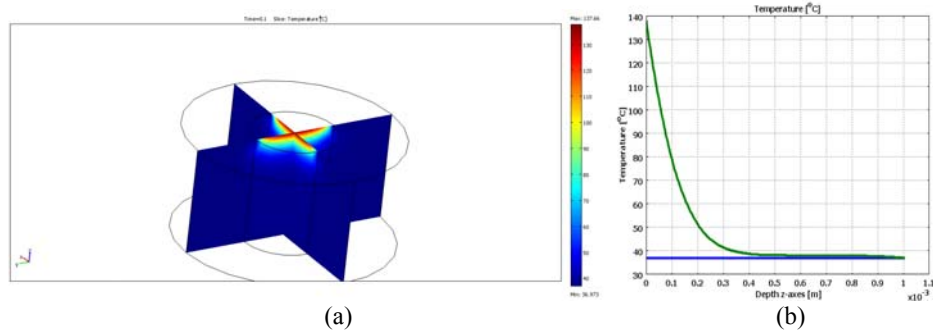 Time=0.1 Slice: Temperature [°C]
Max: 137.66
130
120
110
100
90
80
70
60
50
40
Min: 36.973
(a)
Temperature [°C]
Temperature [°C]
140
130
120
110
100
90
80
70
60
50
40
30
0 0.1 0.2 0.3 0.4 0.5 0.6 0.7 0.8 0.9 1 1.1
Depth z-axes [m]
x10⁻³
(b)